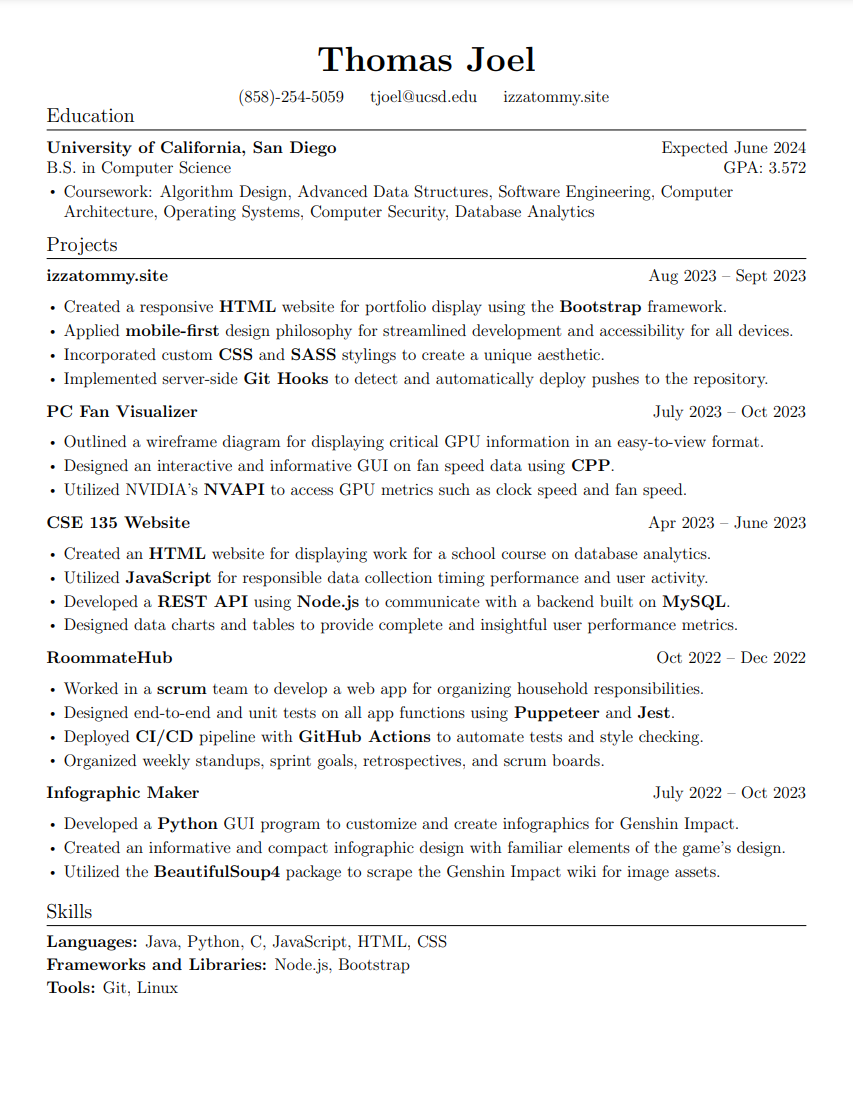 Thomas Joel
(858)-254-5059 tjoel@ucsd.edu izzatommy.site
Education
University of California, San Diego Expected June 2024
B.S. in Computer Science GPA: 3.572
• Coursework: Algorithm Design, Advanced Data Structures, Software Engineering, Computer
Architecture, Operating Systems, Computer Security, Database Analytics
Projects
izzatommy.site Aug 2023 – Sept 2023
• Created a responsive HTML website for portfolio display using the Bootstrap framework.
• Applied mobile-first design philosophy for streamlined development and accessibility for all devices.
• Incorporated custom CSS and SASS stylings to create a unique aesthetic.
• Implemented server-side Git Hooks to detect and automatically deploy pushes to the repository.
PC Fan Visualizer July 2023 – Oct 2023
• Outlined a wireframe diagram for displaying critical GPU information in an easy-to-view format.
• Designed an interactive and informative GUI on fan speed data using CPP.
• Utilized NVIDIA's NVAPI to access GPU metrics such as clock speed and fan speed.
CSE 135 Website Apr 2023 – June 2023
• Created an HTML website for displaying work for a school course on database analytics.
• Utilized JavaScript for responsible data collection timing performance and user activity.
• Developed a REST API using Node.js to communicate with a backend built on MySQL.
• Designed data charts and tables to provide complete and insightful user performance metrics.
RoommateHub Oct 2022 – Dec 2022
• Worked in a scrum team to develop a web app for organizing household responsibilities.
• Designed end-to-end and unit tests on all app functions using Puppeteer and Jest.
• Deployed CI/CD pipeline with GitHub Actions to automate tests and style checking.
• Organized weekly standups, sprint goals, retrospectives, and scrum boards.
Infographic Maker July 2022 – Oct 2023
• Developed a Python GUI program to customize and create infographics for Genshin Impact.
• Created an informative and compact infographic design with familiar elements of the game's design.
• Utilized the BeautifulSoup4 package to scrape the Genshin Impact wiki for image assets.
Skills
Languages: Java, Python, C, JavaScript, HTML, CSS
Frameworks and Libraries: Node.js, Bootstrap
Tools: Git, Linux